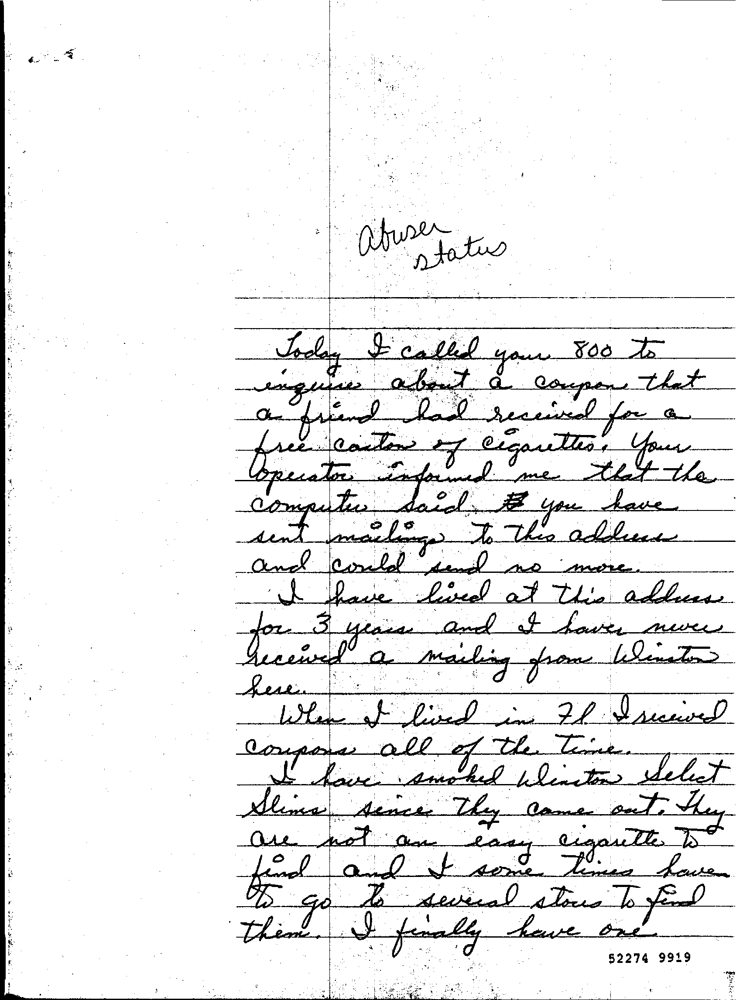 Abuser
status
Today I called your 800 to
inquire about a coupon that
a friend had received for a
free carton of cigarettes. Your
operator informed me that the
computer said you have
sent mailings to this address
and could send no more.
I have lived at this address
for 3 years and I have never
received a mailing from Winston
here.
When I lived in Fl I received
coupons all of the time.
I have smoked Winston Select
Slims since they came out. They
are not an easy cigarette to
find and I some times have
to go to several stores to find
them. I finally have one
52274 9919